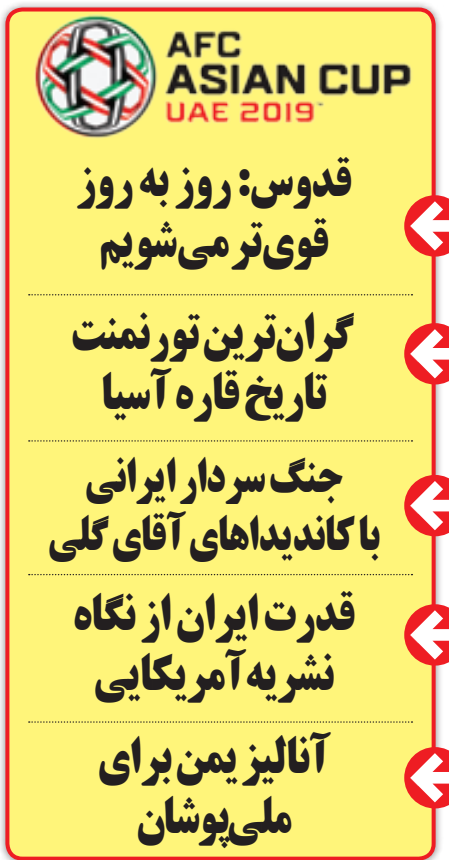 AFC
ASIAN CUP
UAE 2019™
قدوس: روز به روز
قوی‌تر می‌شویم
گران‌ترین تورنمنت
تاریخ قاره آسیا
جنگ سردار ایرانی
با کاندیداهای آقای گلی
قدرت ایران از نگاه
نشریه آمریکایی
آنالیز یمن برای
ملی‌پوشان